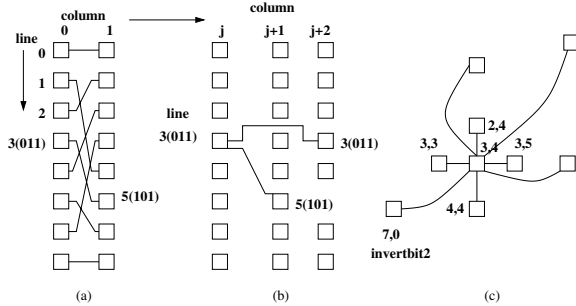 column
0 1
line
0
1
2
3(011)
5(101)
(a)
column
j j+1 j+2
line
3(011)
3(011)
5(101)
(b)
2,4
3,3 3,4 3,5
4,4
7,0
invertbit2
(c)